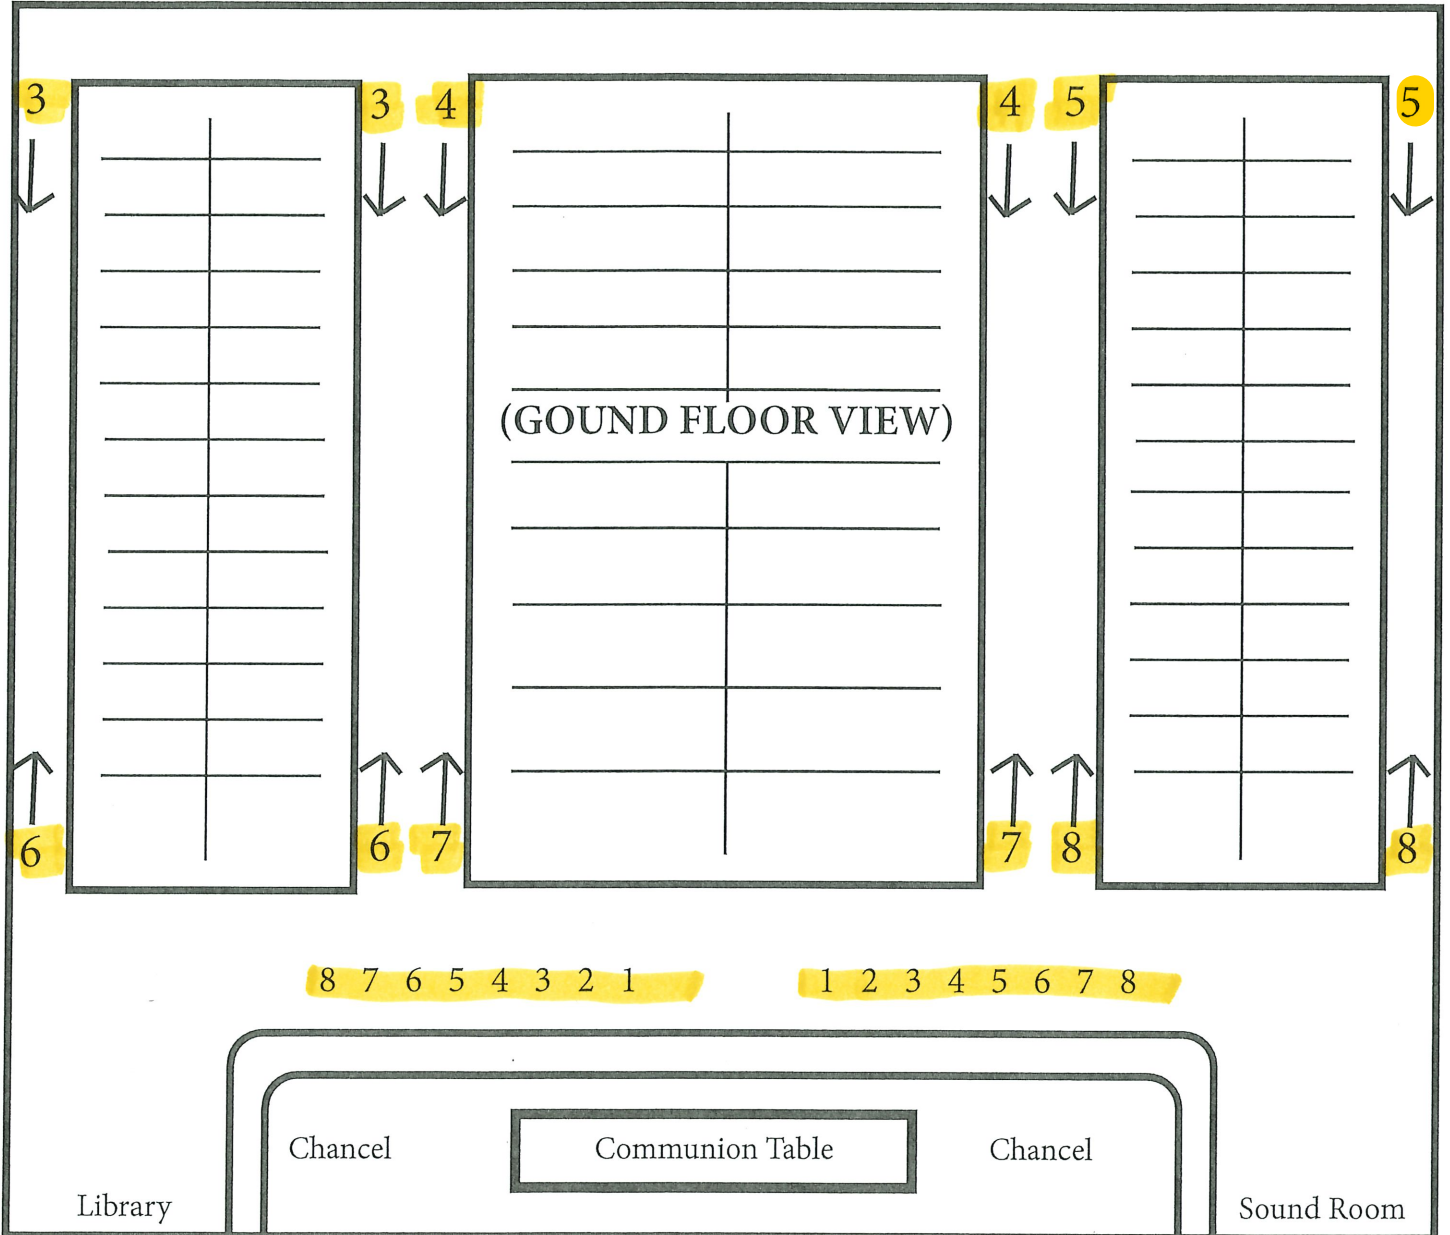 3 3 4 4 5 5
(GOUND FLOOR VIEW)
6 6 7 7 8 8
8 7 6 5 4 3 2 1 1 2 3 4 5 6 7 8
Chancel Communion Table Chancel
Library Sound Room